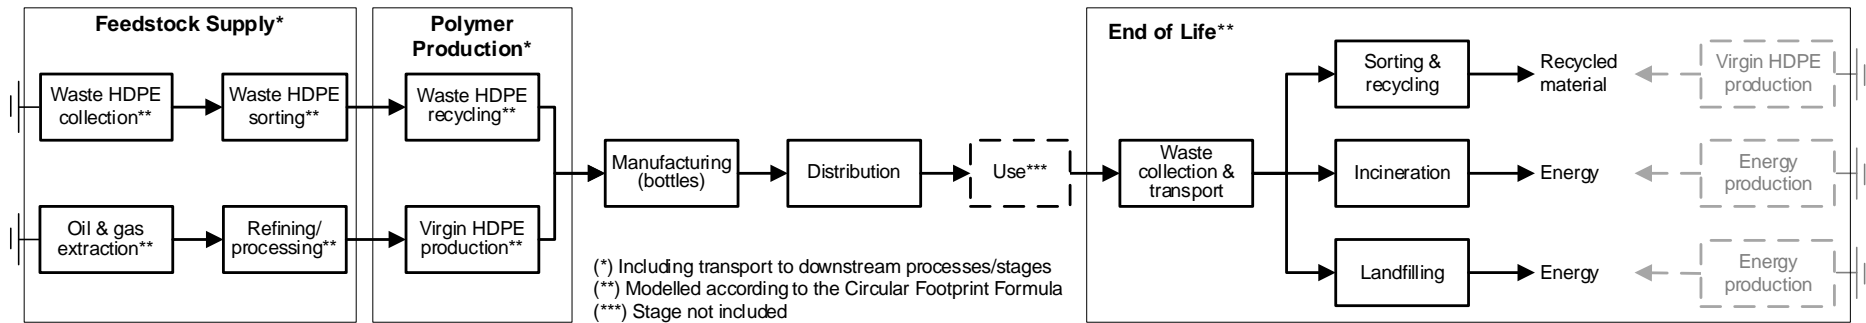 Feedstock Supply*
Waste HDPE
collection**
Waste HDPE
sorting**
Oil & gas
extraction**
Refining/
processing**
Polymer
Production*
Waste HDPE
recycling**
Virgin HDPE
production**
Manufacturing
(bottles)
Distribution
Use***
(*) Including transport to downstream processes/stages
(**) Modelled according to the Circular Footprint Formula
(***) Stage not included
End of Life**
Waste
collection &
transport
Sorting &
recycling
Recycled
material
Virgin HDPE
production
Incineration
Energy
Energy
production
Landfilling
Energy
Energy
production